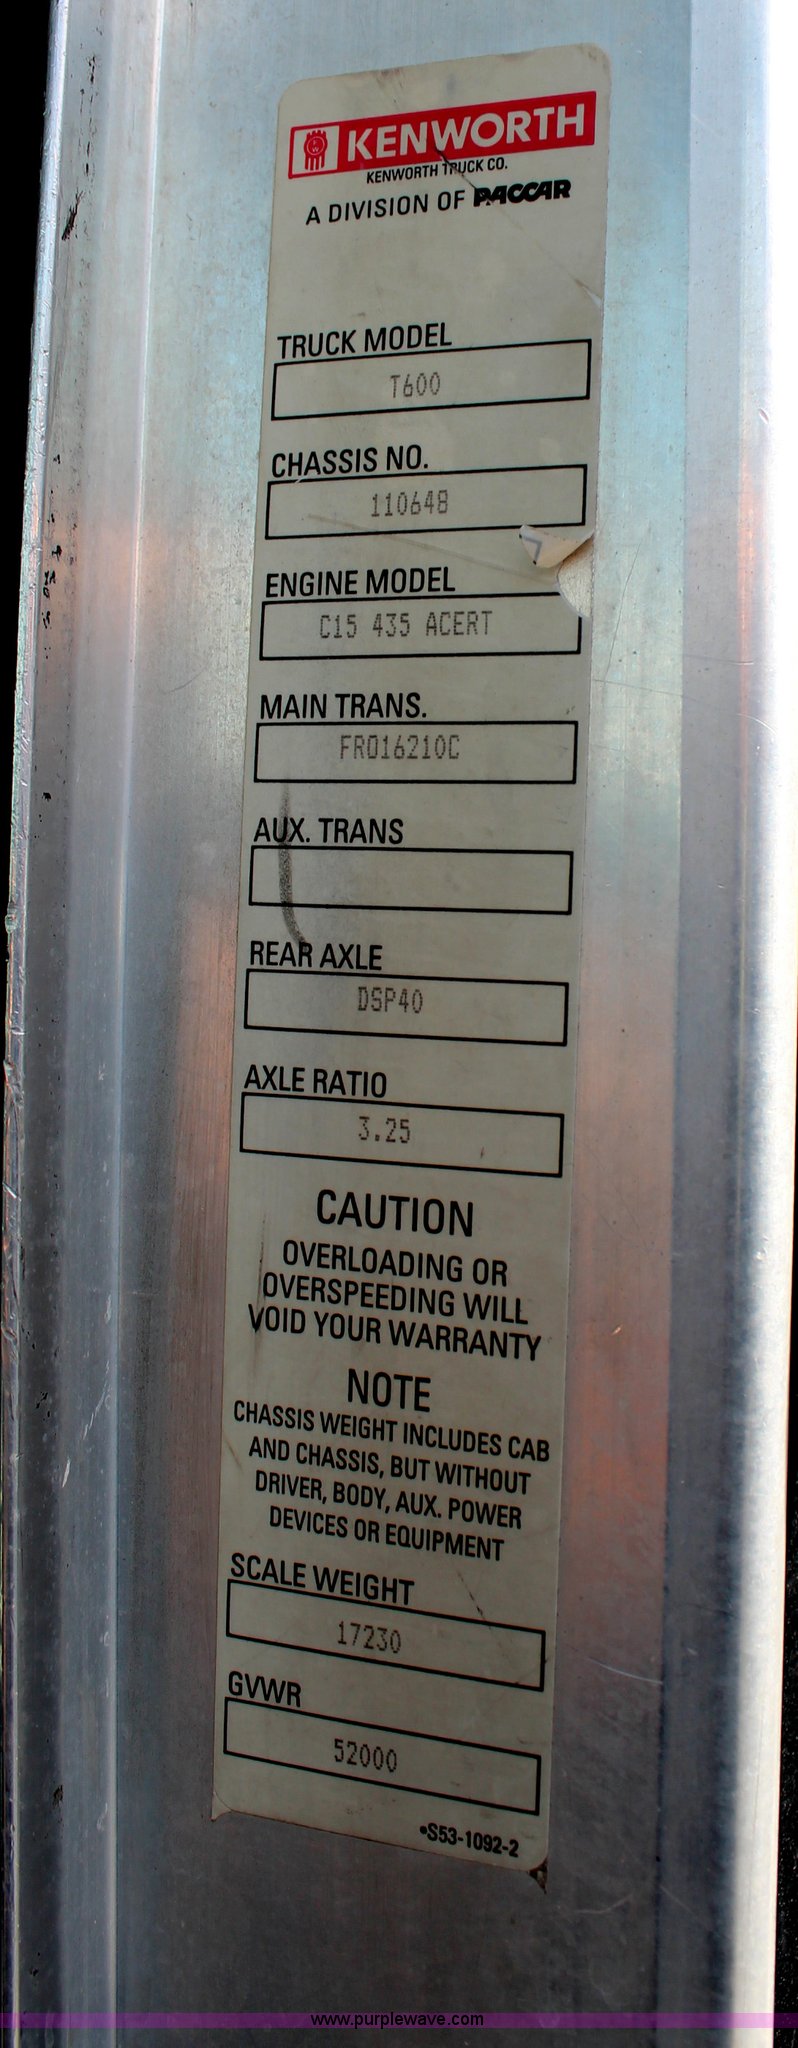 KENWORTH
KENWORTH TRUCK CO.
A DIVISION OF PACCAR
TRUCK MODEL
T600
CHASSIS NO.
110648
ENGINE MODEL
C15 435 ACERT
MAIN TRANS.
FRO16210C
AUX. TRANS
REAR AXLE
DSP40
AXLE RATIO
3.25
CAUTION
OVERLOADING OR
OVERSPEEDING WILL
VOID YOUR WARRANTY
NOTE
CHASSIS WEIGHT INCLUDES CAB
AND CHASSIS, BUT WITHOUT
DRIVER, BODY, AUX. POWER
DEVICES OR EQUIPMENT
SCALE WEIGHT
17230
GVWR
52000
•S53-1092-2
www.purplewave.com